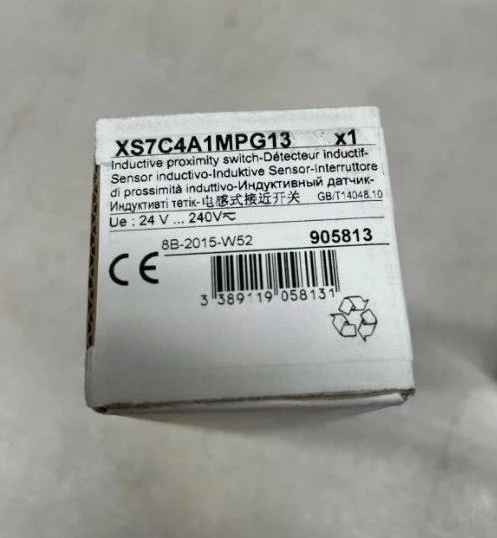 XS7C4A1MPG13 x1
Inductive proximity switch-Détecteur inductif-
Sensor inductivo-Induktive Sensor-Interruttore
di prossimità induttivo-Индуктивный датчик-
Индуктивті тетік-电感式接近开关 GB/T14048.10
Ue : 24 V ... 240V⏦
8B-2015-W52 905813
CE
3 389119 058131